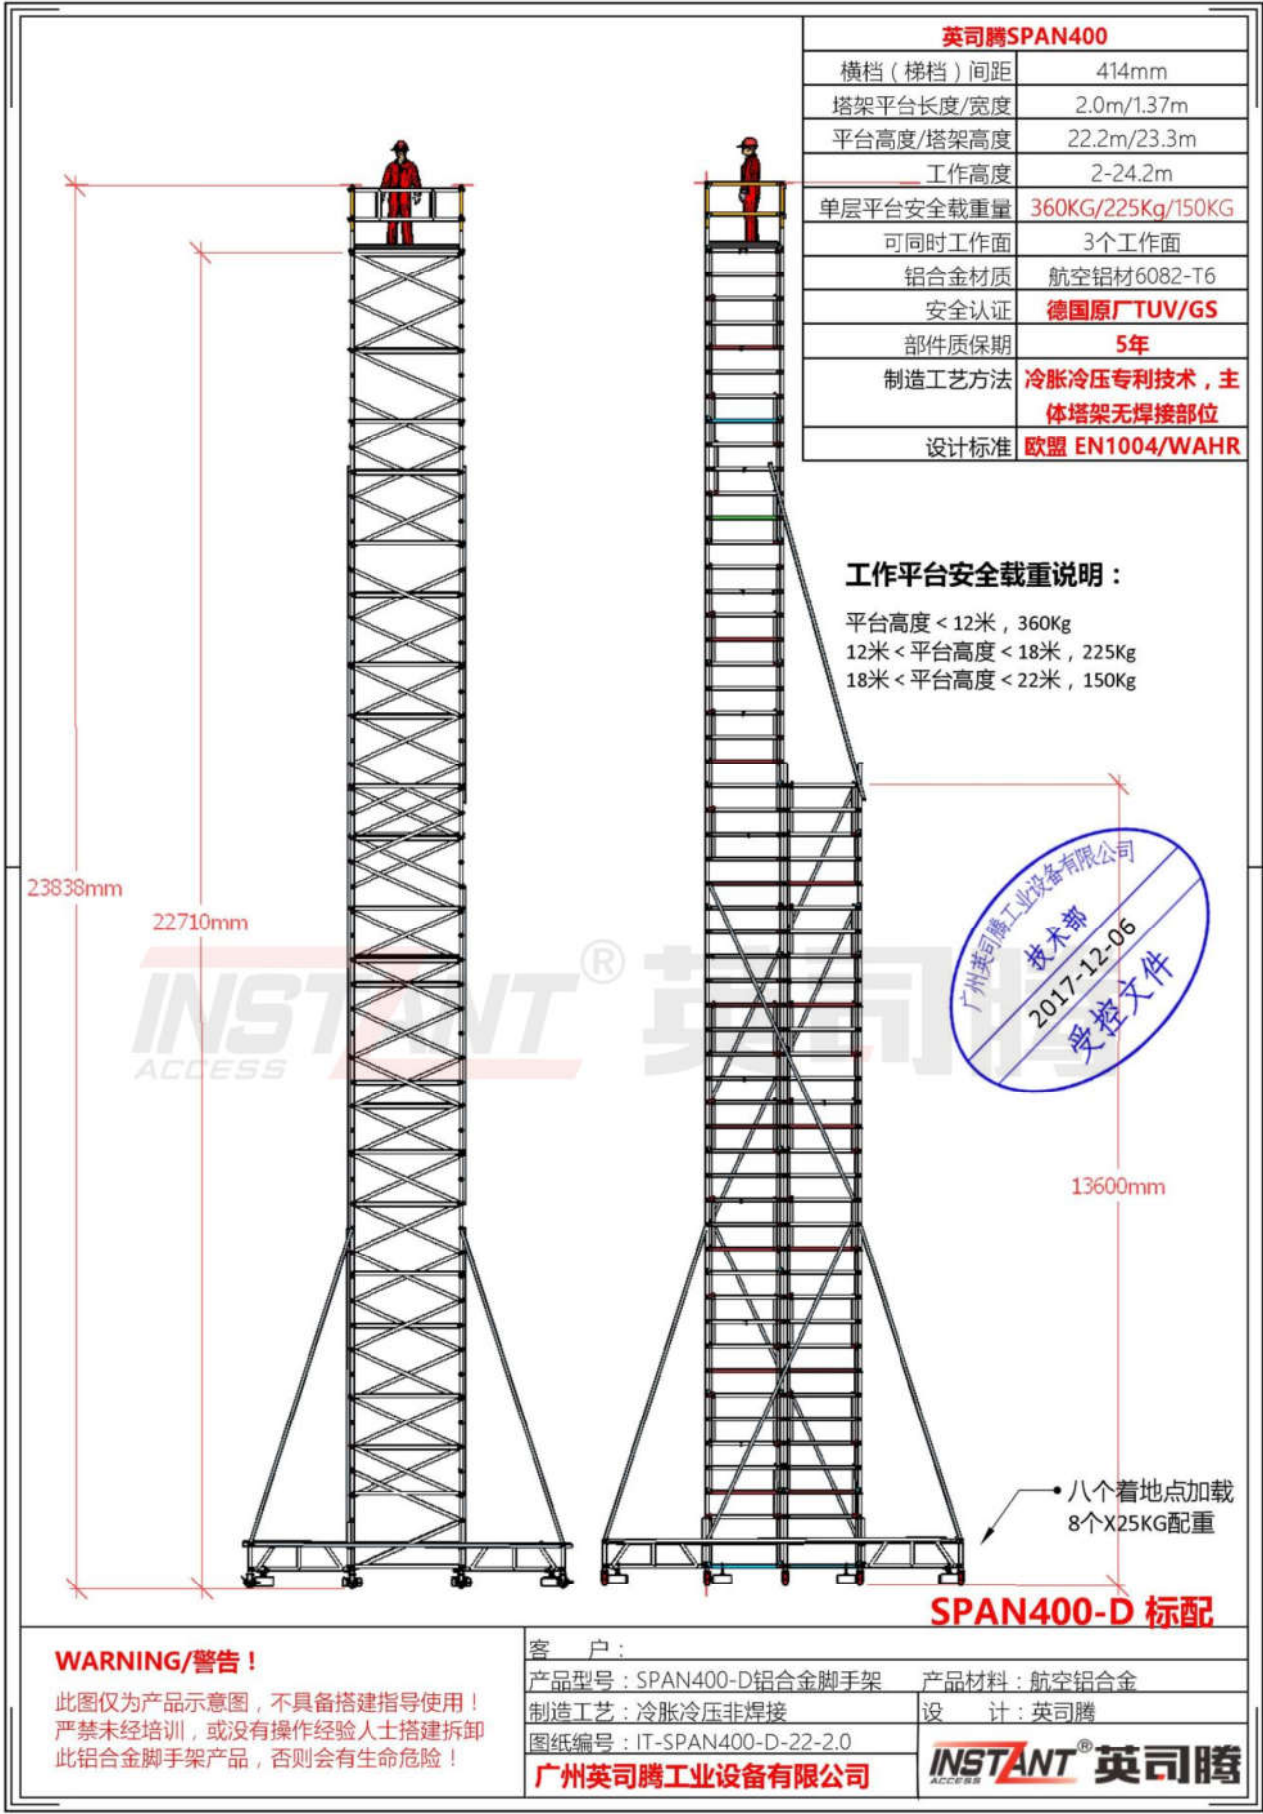 英司腾SPAN400
横档（梯档）间距 414mm
塔架平台长度/宽度 2.0m/1.37m
平台高度/塔架高度 22.2m/23.3m
工作高度 2-24.2m
单层平台安全载重量 360KG/225Kg/150KG
可同时工作面 3个工作面
铝合金材质 航空铝材6082-T6
安全认证 德国原厂TUV/GS
部件质保期 5年
制造工艺方法 冷胀冷压专利技术，主
体塔架无焊接部位
设计标准 欧盟 EN1004/WAHR
工作平台安全载重说明：
平台高度＜12米，360Kg
12米＜平台高度＜18米，225Kg
18米＜平台高度＜22米，150Kg
23838mm
22710mm
13600mm
INSTANT® 英司腾
ACCESS
广州英司腾工业设备有限公司
技术部
2017-12-06
受控文件
八个着地点加载
8个X25KG配重
SPAN400-D 标配
WARNING/警告！
此图仅为产品示意图，不具备搭建指导使用！
严禁未经培训，或没有操作经验人士搭建拆卸
此铝合金脚手架产品，否则会有生命危险！
客 户：
产品型号：SPAN400-D铝合金脚手架 产品材料：航空铝合金
制造工艺：冷胀冷压非焊接 设 计：英司腾
图纸编号：IT-SPAN400-D-22-2.0
广州英司腾工业设备有限公司
INSTANT® 英司腾
ACCESS